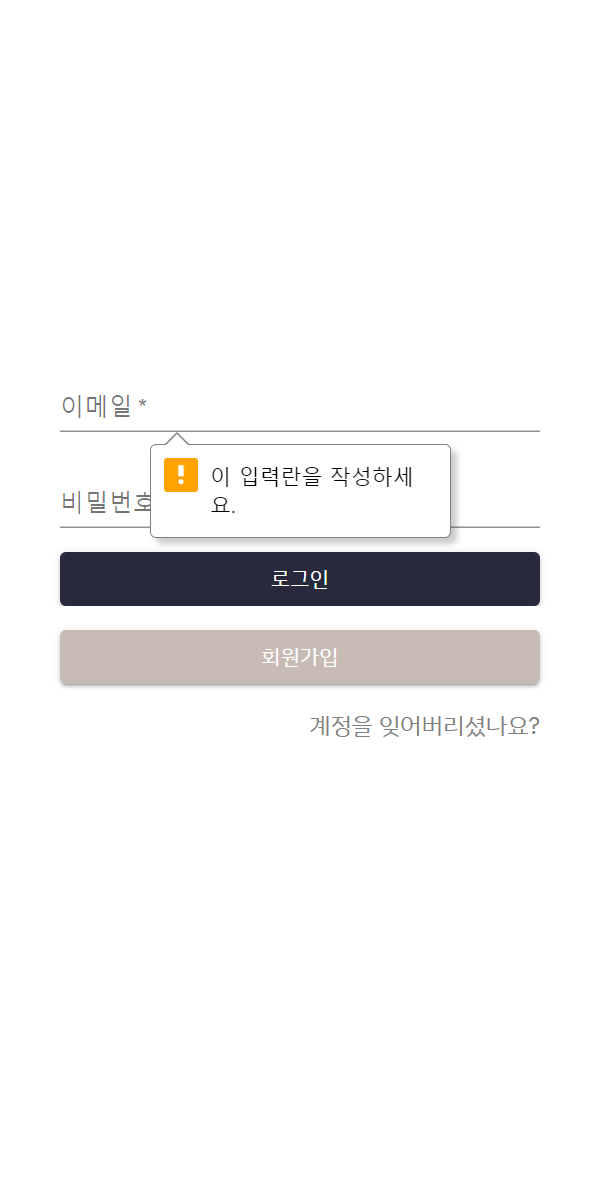 이메일 *
이 입력란을 작성하세
요.
비밀번호
로그인
회원가입
계정을 잊어버리셨나요?